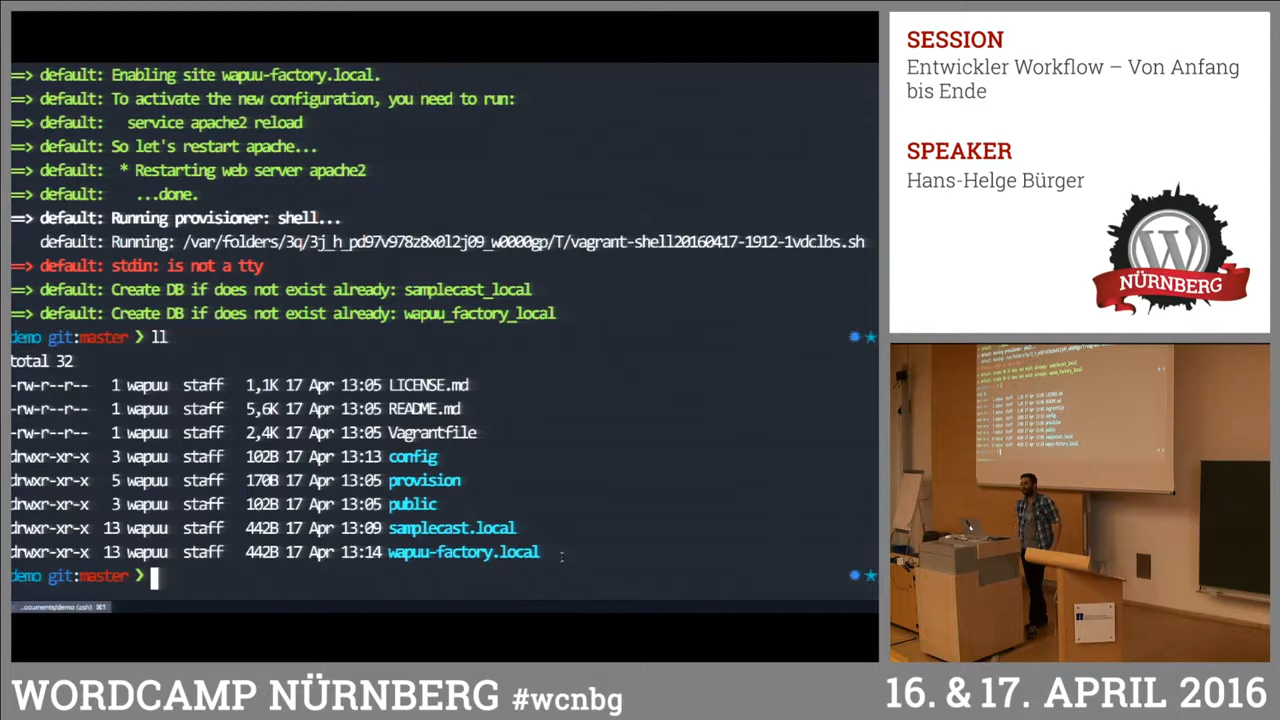 ==> default: Enabling site wapuu-factory.local.
==> default: To activate the new configuration, you need to run:
==> default:   service apache2 reload
==> default: So let's restart apache...
==> default:  * Restarting web server apache2
==> default:    ...done.
==> default: Running provisioner: shell...
default: Running: /var/folders/3q/3j_h_pd97v978z8x0l2j09_w0000gp/T/vagrant-shell20160417-1912-1vdclbs.sh
==> default: stdin: is not a tty
==> default: Create DB if does not exist already: samplecast_local
==> default: Create DB if does not exist already: wapuu_factory_local
demo git:master ❯ ll
total 32
-rw-r--r-- 1 wapuu staff 1,1K 17 Apr 13:05 LICENSE.md
-rw-r--r-- 1 wapuu staff 5,6K 17 Apr 13:05 README.md
-rw-r--r-- 1 wapuu staff 2,4K 17 Apr 13:05 Vagrantfile
drwxr-xr-x 3 wapuu staff 102B 17 Apr 13:13 config
drwxr-xr-x 5 wapuu staff 170B 17 Apr 13:05 provision
drwxr-xr-x 3 wapuu staff 102B 17 Apr 13:05 public
drwxr-xr-x 13 wapuu staff 442B 17 Apr 13:09 samplecast.local
drwxr-xr-x 13 wapuu staff 442B 17 Apr 13:14 wapuu-factory.local
demo git:master ❯
..ocuments/demo (zsh) ⌘1
SESSION
Entwickler Workflow – Von Anfang
bis Ende
SPEAKER
Hans-Helge Bürger
W
NÜRNBERG
WORDCAMP NÜRNBERG #wcnbg
16. & 17. APRIL 2016